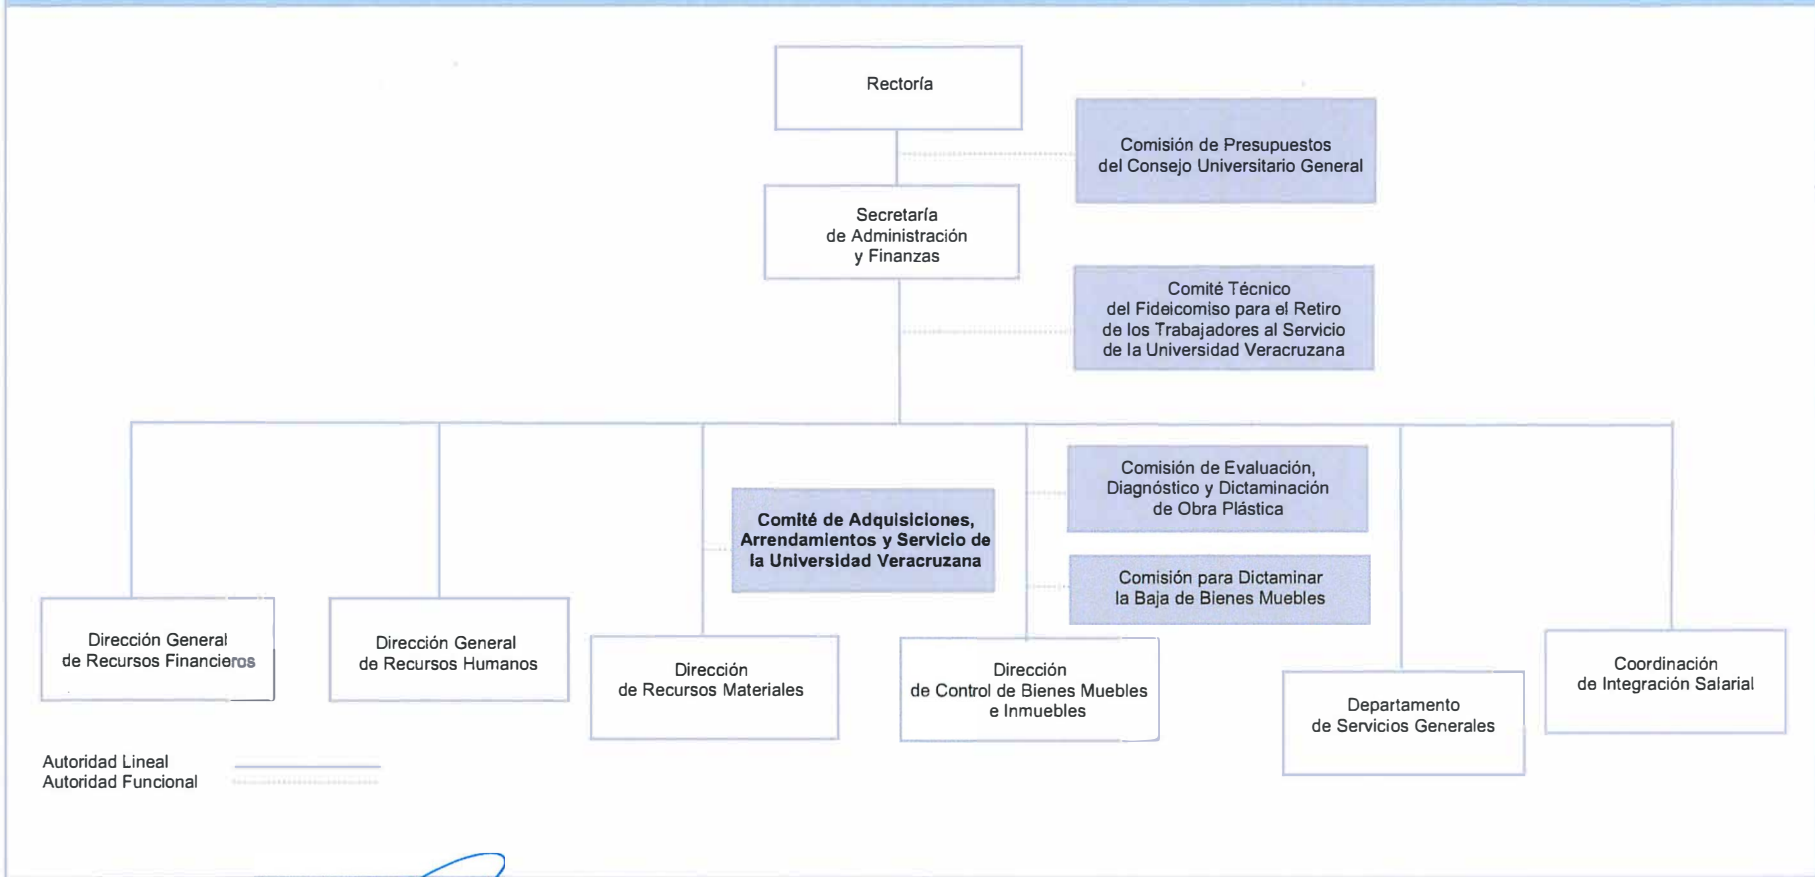 Rectoría
Comisión de Presupuestos
del Consejo Universitario General
Secretaría
de Administración
y Finanzas
Comité Técnico
del Fideicomiso para el Retiro
de los Trabajadores al Servicio
de la Universidad Veracruzana
Comisión de Evaluación,
Diagnóstico y Dictaminación
de Obra Plástica
Comité de Adquisiciones,
Arrendamientos y Servicio de
la Universidad Veracruzana
Comisión para Dictaminar
la Baja de Bienes Muebles
Dirección General
de Recursos Financieros
Dirección General
de Recursos Humanos
Dirección
de Recursos Materiales
Dirección
de Control de Bienes Muebles
e Inmuebles
Departamento
de Servicios Generales
Coordinación
de Integración Salarial
Autoridad Lineal
Autoridad Funcional